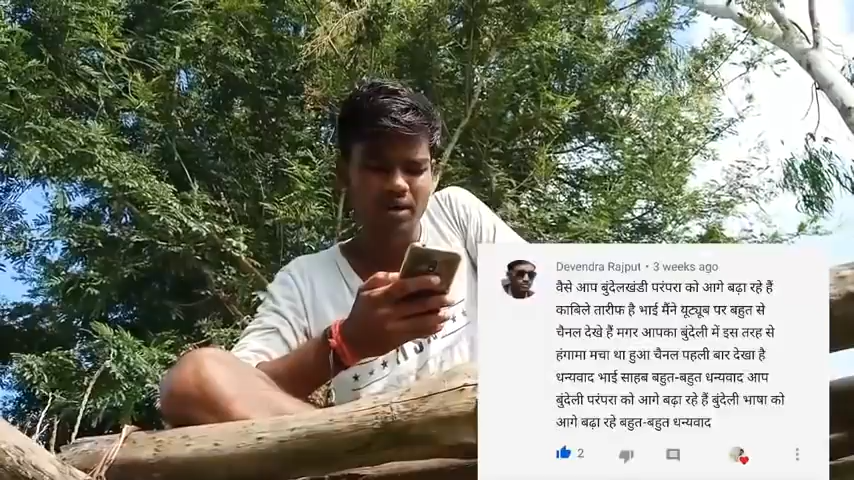 Devendra Rajput • 3 weeks ago
वैसे आप बुंदेलखंडी परंपरा को आगे बढ़ा रहे हैं
काबिले तारीफ है भाई मैंने यूट्यूब पर बहुत से
चैनल देखे हैं मगर आपका बुंदेली में इस तरह से
हंगामा मचा था हुआ चैनल पहली बार देखा है
धन्यवाद भाई साहब बहुत-बहुत धन्यवाद आप
बुंदेली परंपरा को आगे बढ़ा रहे हैं बुंदेली भाषा को
आगे बढ़ा रहे हैं बहुत-बहुत धन्यवाद
2